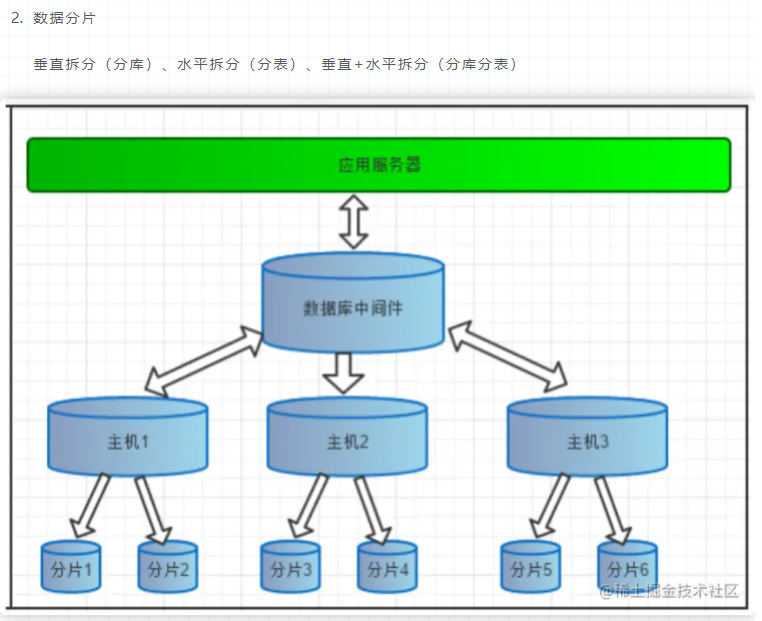 2. 数据分片
垂直拆分（分库）、水平拆分（分表）、垂直+水平拆分（分库分表）
应用服务器
数据库中间件
主机1 主机2 主机3
分片1 分片2 分片3 分片4 分片5 分片6
@稀土掘金技术社区